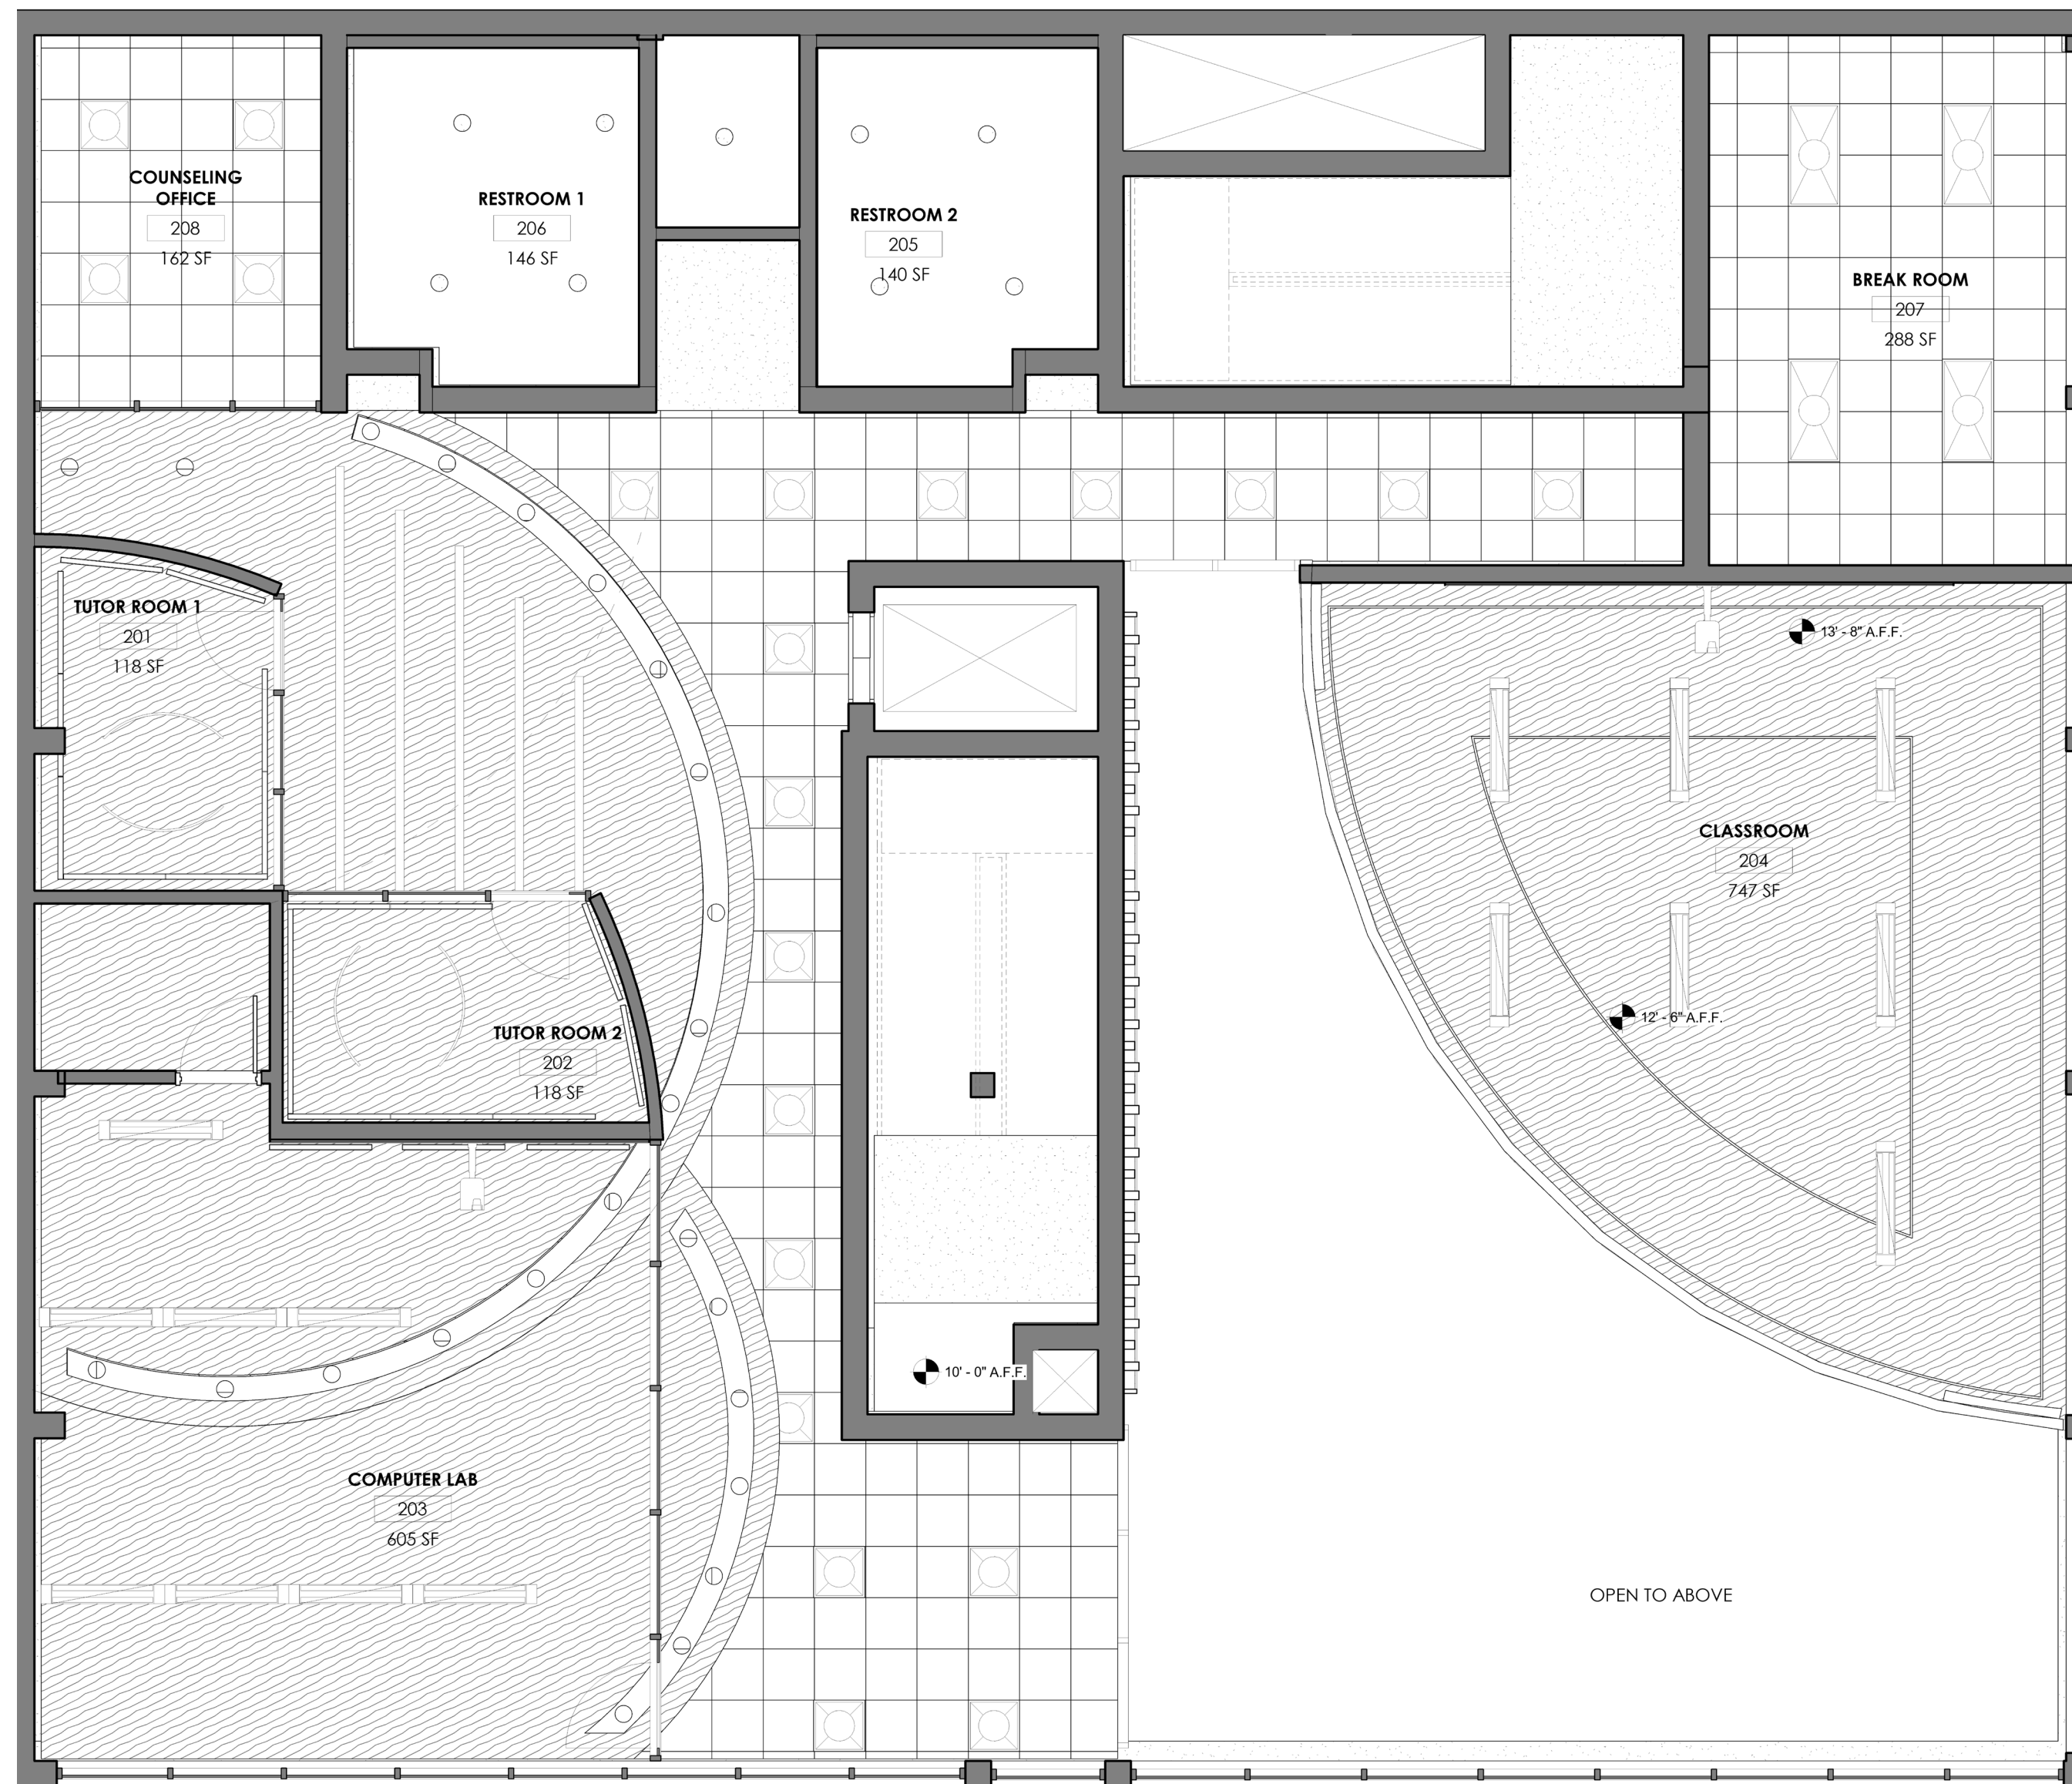 COUNSELING
OFFICE
208
162 SF
RESTROOM 1
206
146 SF
RESTROOM 2
205
140 SF
BREAK ROOM
207
288 SF
TUTOR ROOM 1
201
118 SF
13' - 8" A.F.F.
CLASSROOM
204
747 SF
12' - 6" A.F.F.
TUTOR ROOM 2
202
118 SF
10' - 0" A.F.F.
COMPUTER LAB
203
605 SF
OPEN TO ABOVE